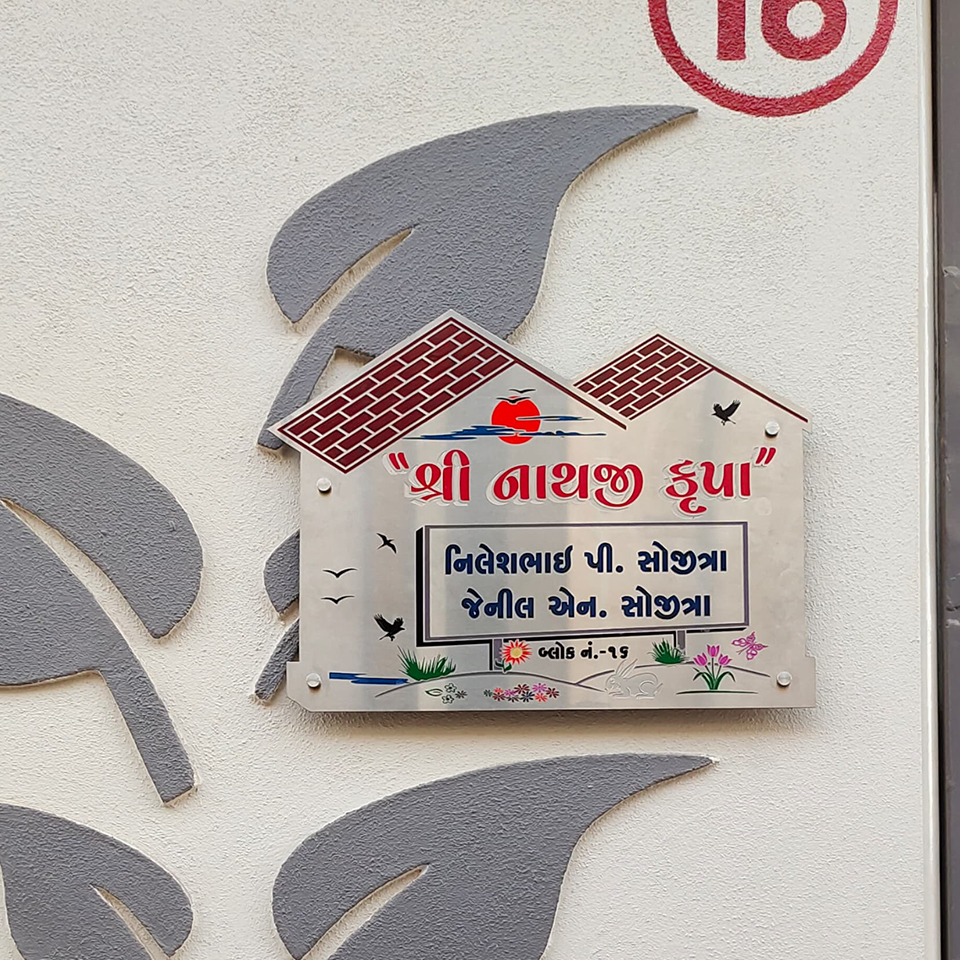 16
"શ્રી નાથજી કૃપા"
નિલેશભાઇ પી. સોજીત્રા
જેનીલ એન. સોજીત્રા
બ્લોક નં.-૧૬